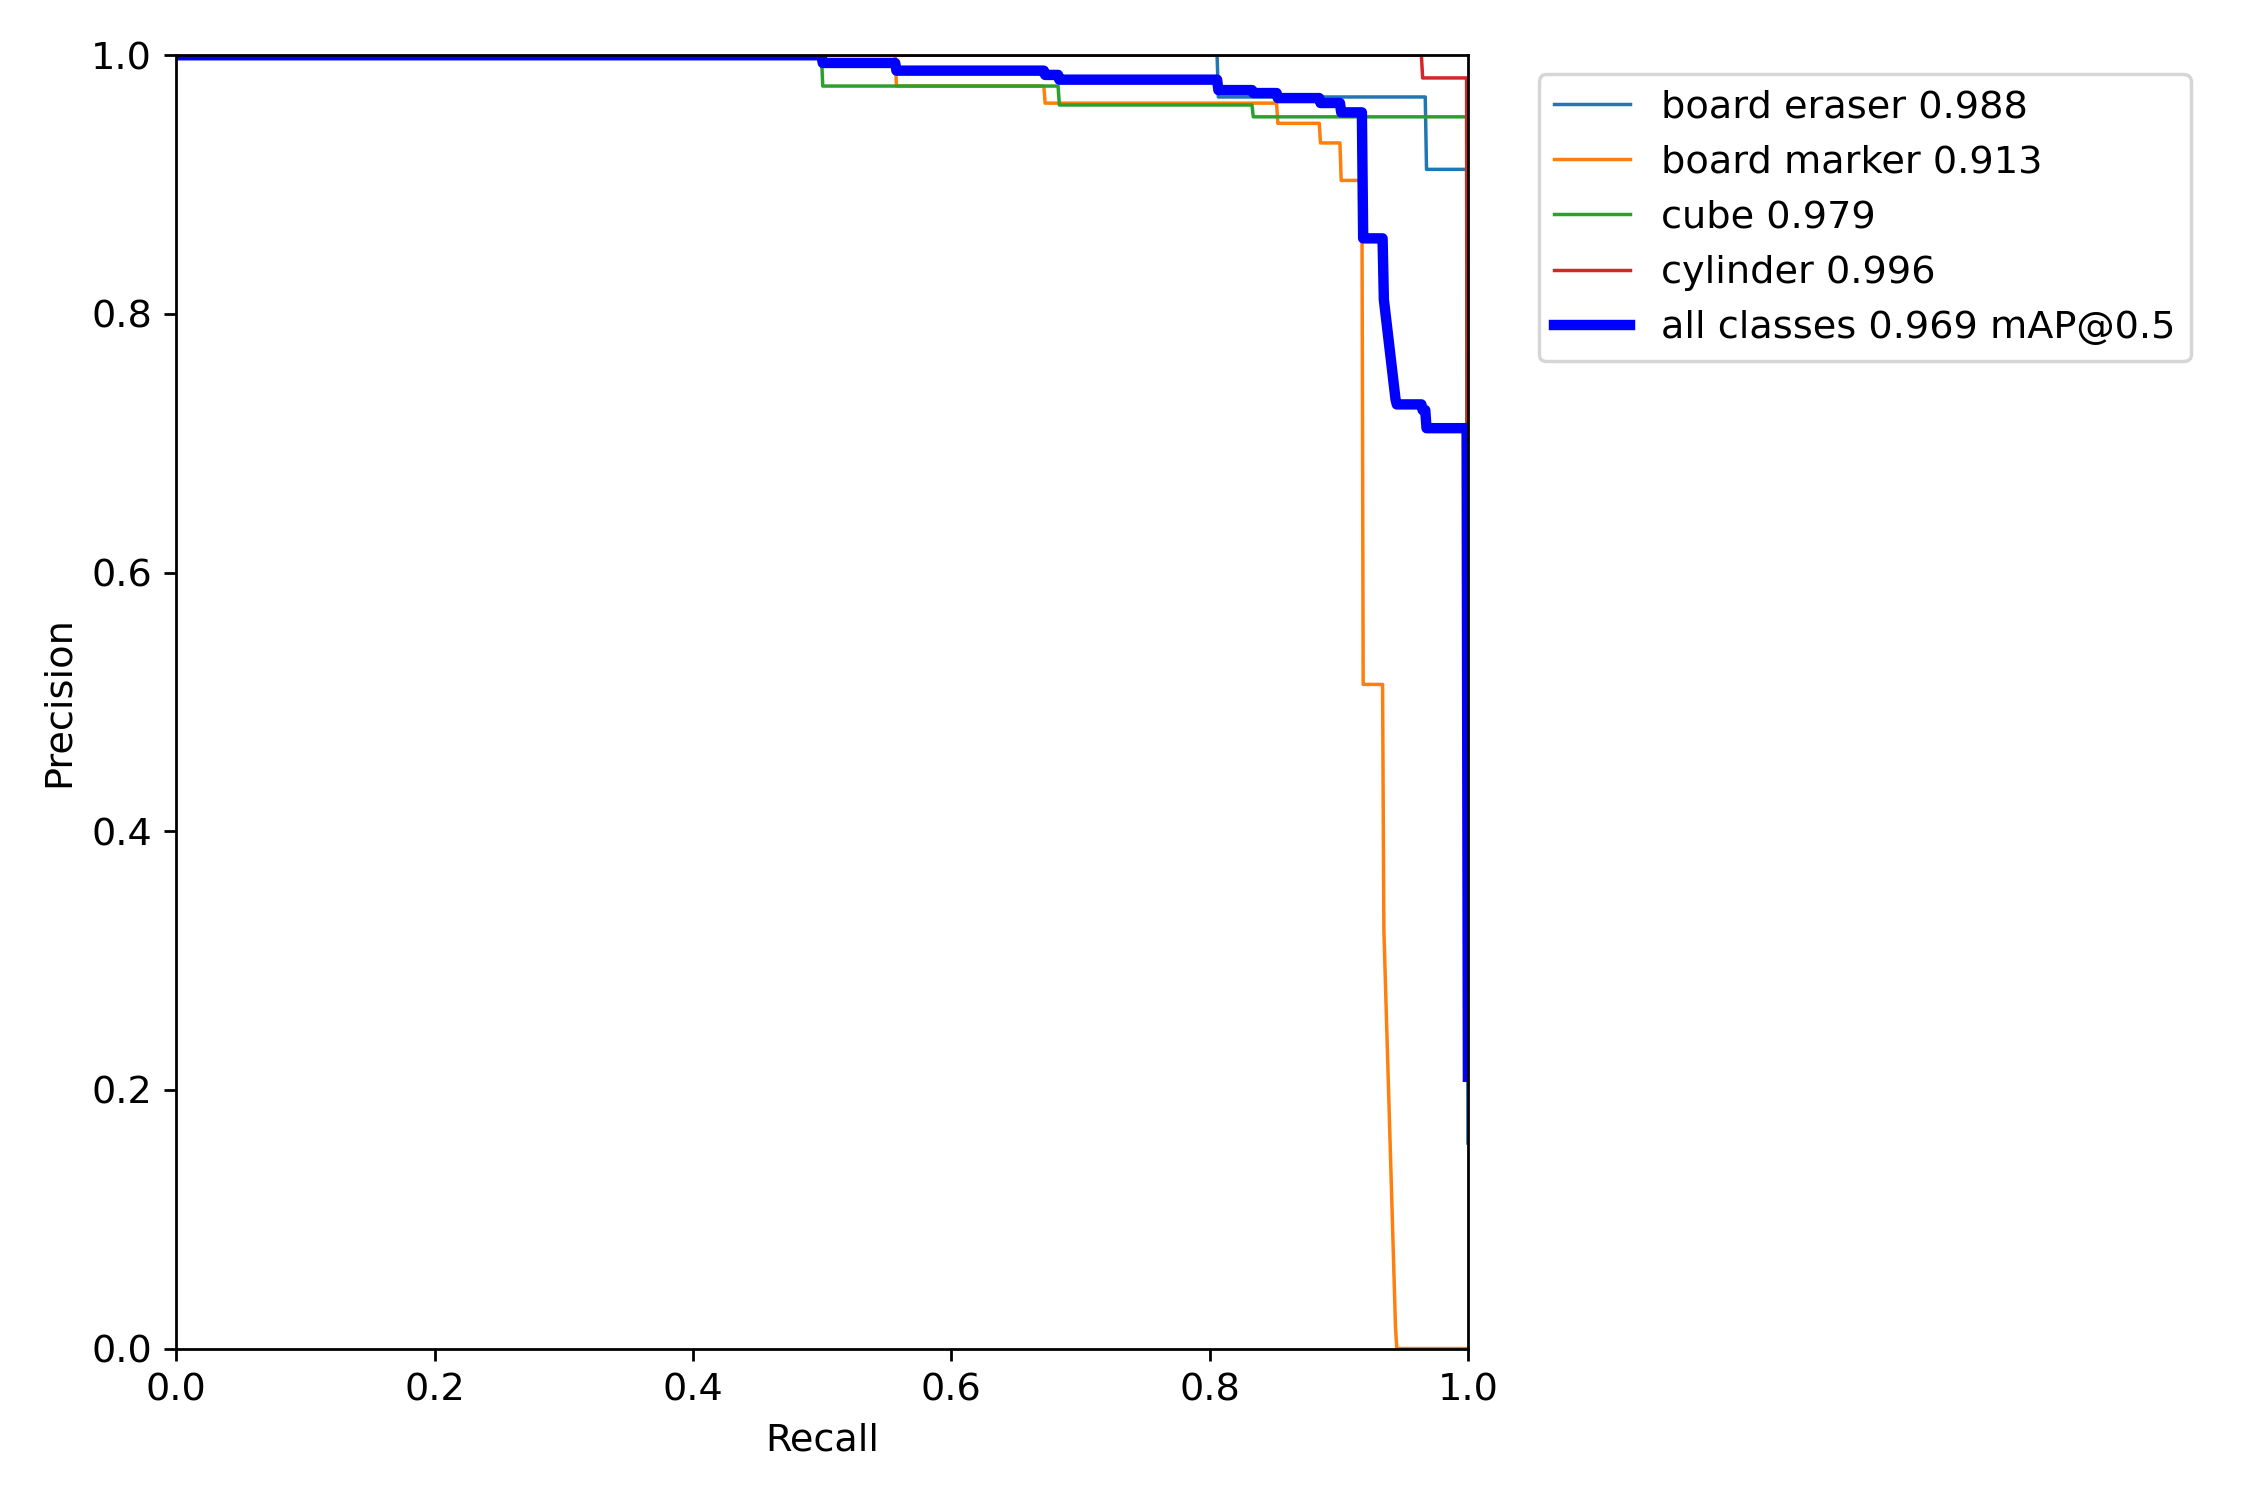 1.0
0.8
0.6
0.4
0.2
0.0
Precision
0.0 0.2 0.4 0.6 0.8 1.0
Recall
board eraser 0.988
board marker 0.913
cube 0.979
cylinder 0.996
all classes 0.969 mAP@0.5